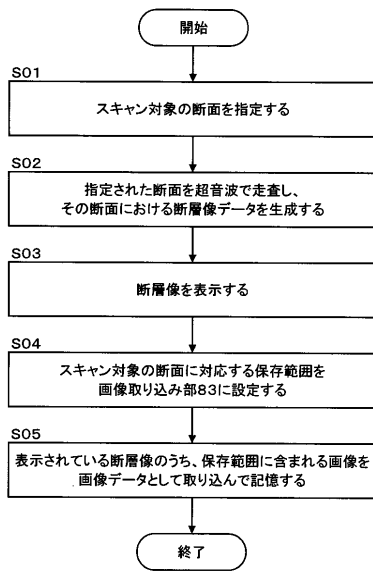 開始
S01
スキャン対象の断面を指定する
S02
指定された断面を超音波で走査し、
その断面における断層像データを生成する
S03
断層像を表示する
S04
スキャン対象の断面に対応する保存範囲を
画像取り込み部83に設定する
S05
表示されている断層像のうち、保存範囲に含まれる画像を
画像データとして取り込んで記憶する
終了